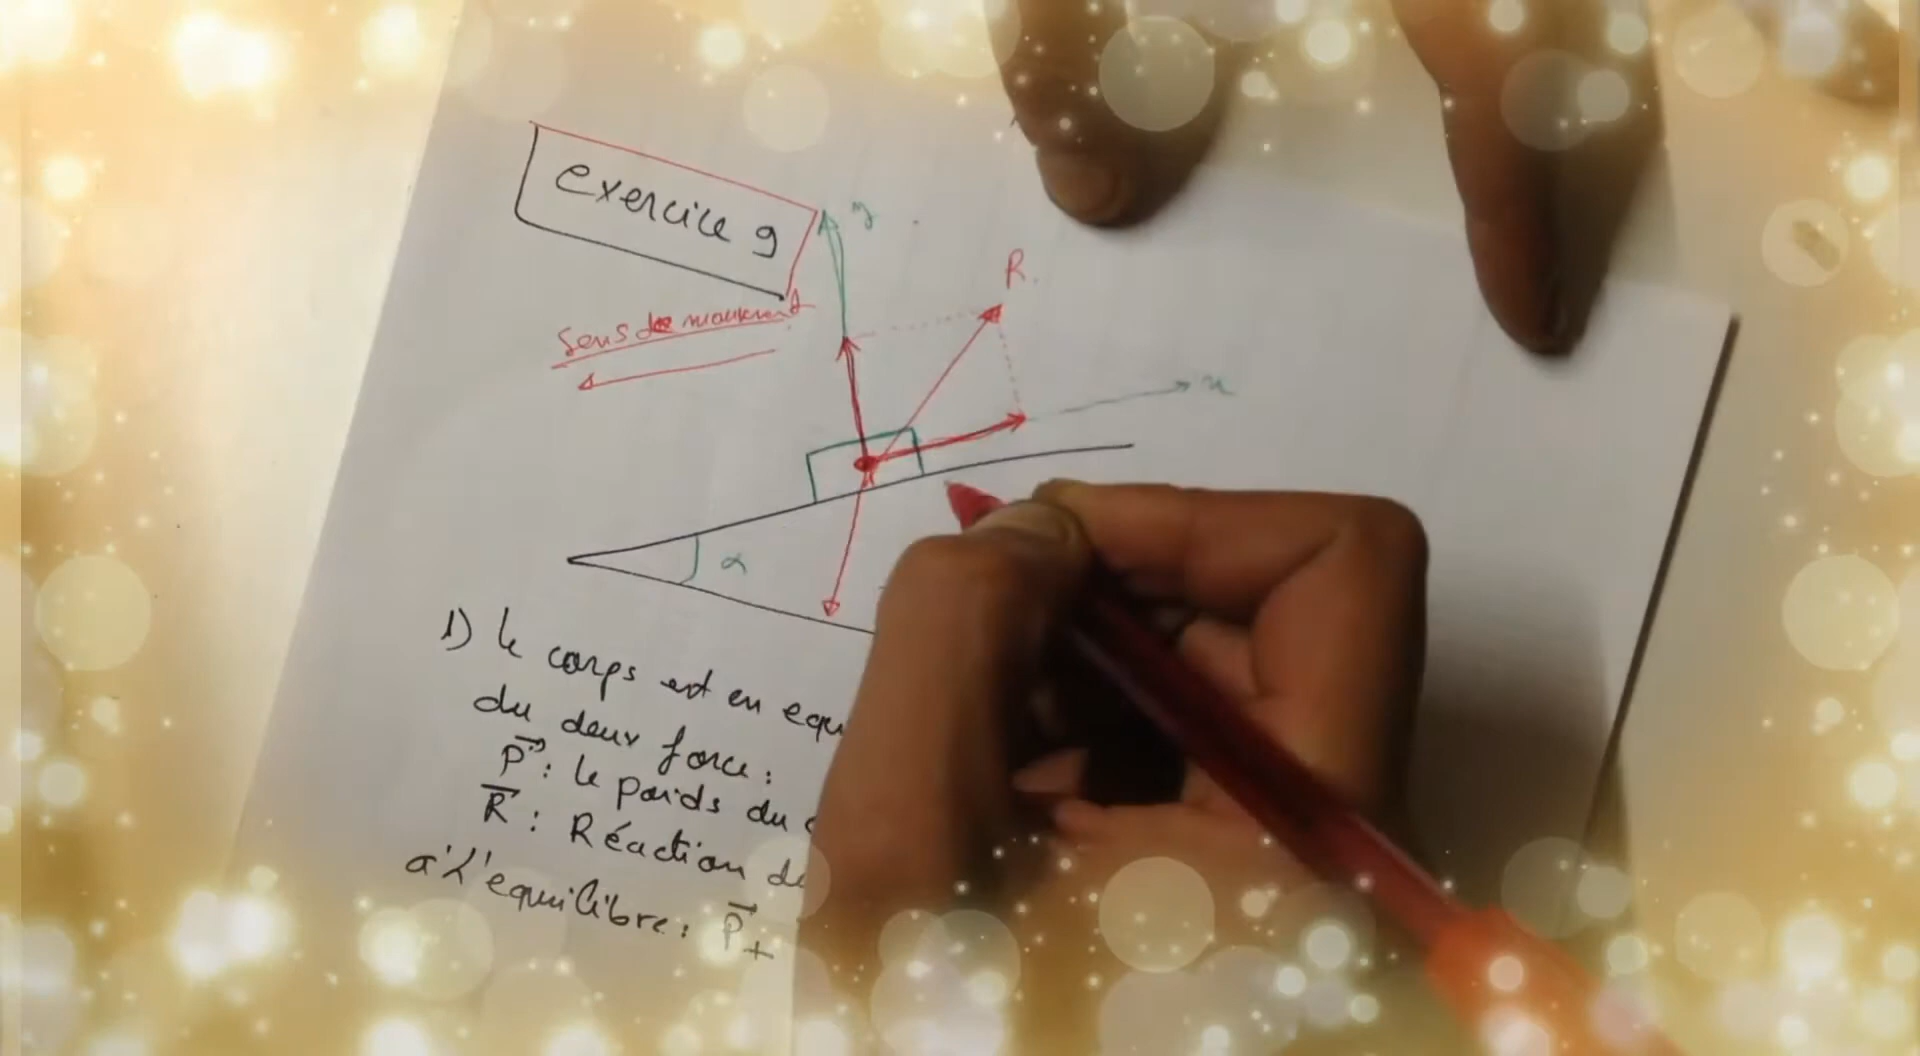 exercice 9
y
R.
Sens de mouvement
x
α
1) le corps est en equ
du deux force :
P⃗ : le poids du c
R⃗ : Réaction de
à l'equilibre : P⃗ +